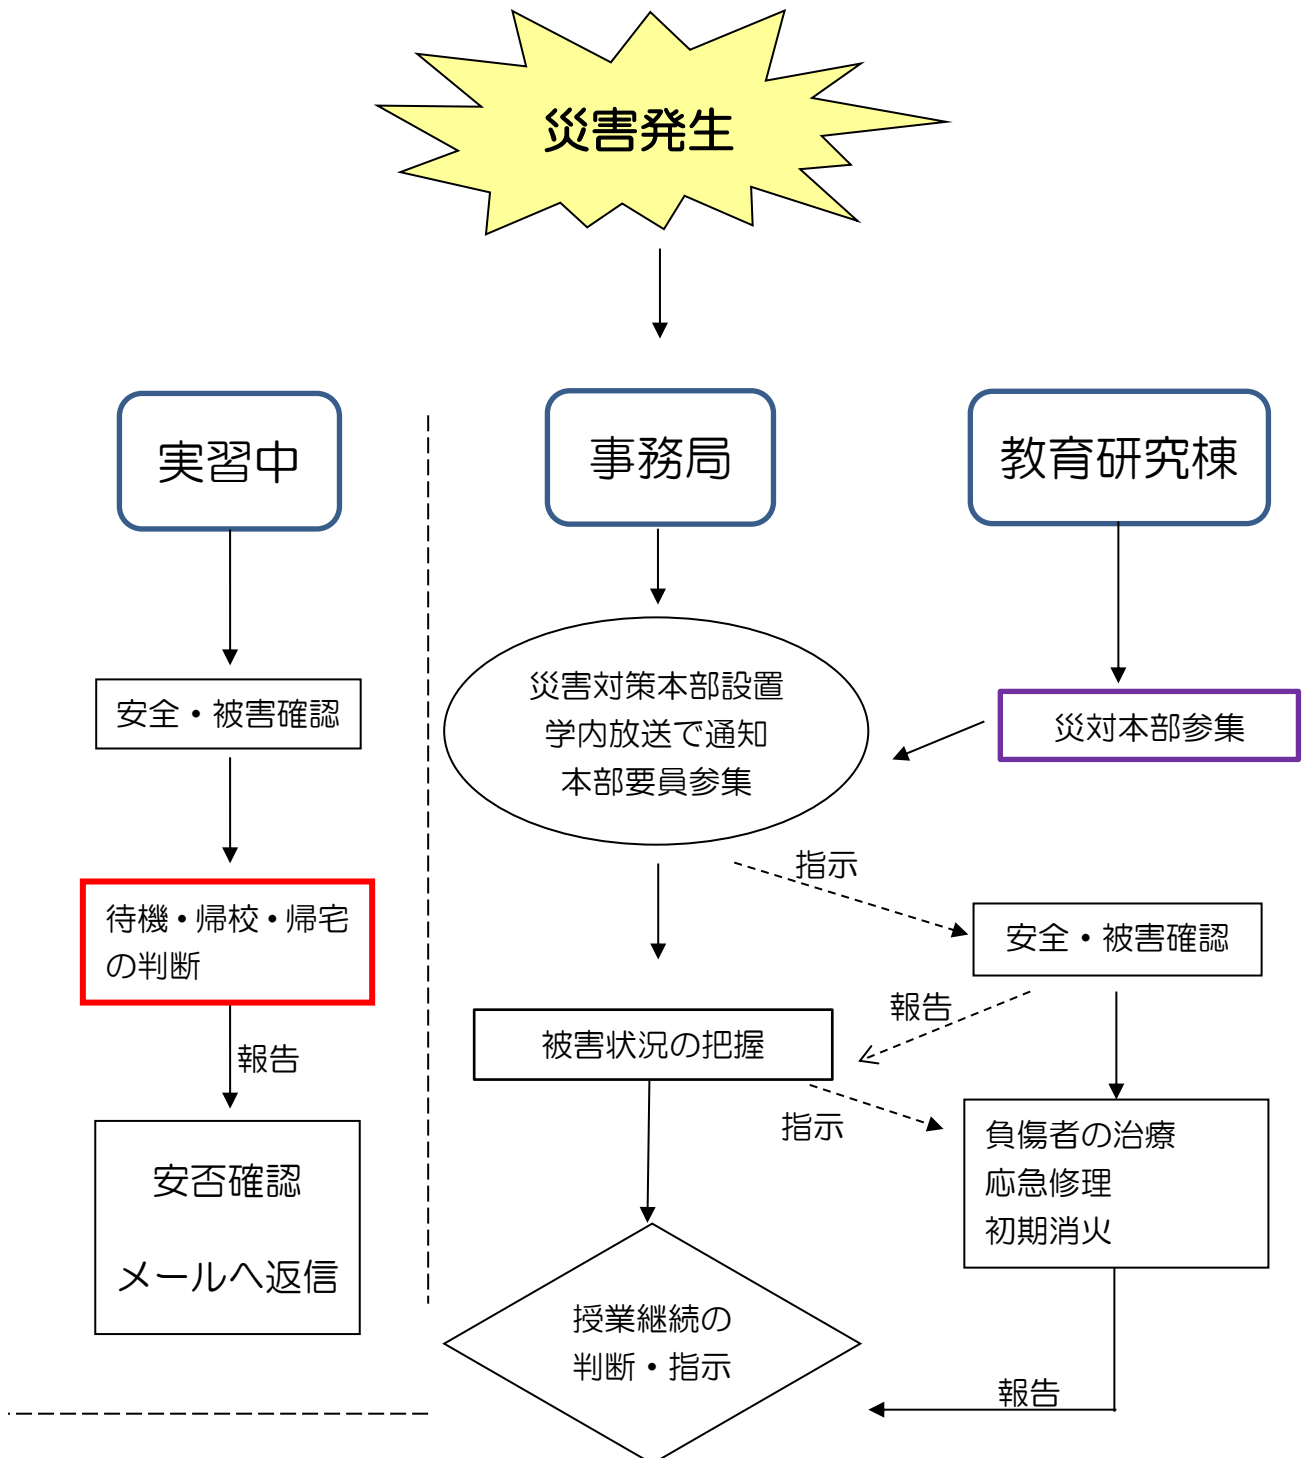 災害発生
実習中
事務局
教育研究棟
災害対策本部設置
学内放送で通知
本部要員参集
安全・被害確認
災対本部参集
指示
待機・帰校・帰宅
の判断
安全・被害確認
報告
被害状況の把握
報告
指示
負傷者の治療
応急修理
初期消火
安否確認
メールへ返信
授業継続の
判断・指示
報告